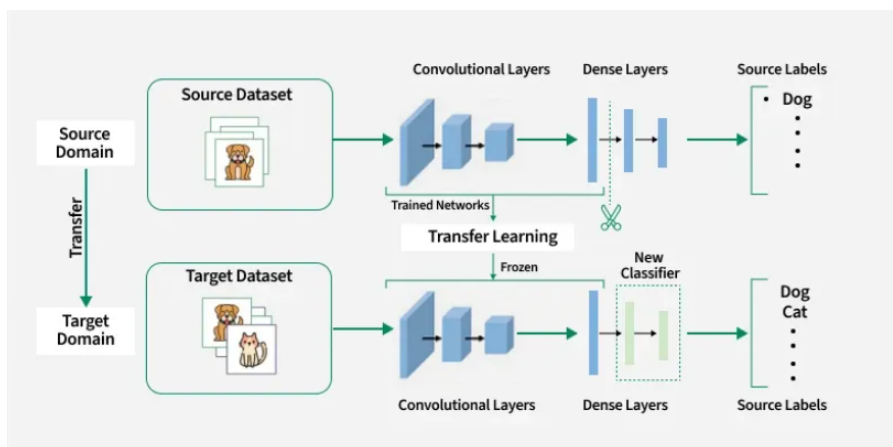 Convolutional Layers
Dense Layers
Source Labels
Source Dataset
• Dog
Source
Domain
Trained Networks
Transfer
Transfer Learning
Target Dataset
Frozen
New
Classifier
Dog
Cat
Target
Domain
Convolutional Layers
Dense Layers
Source Labels